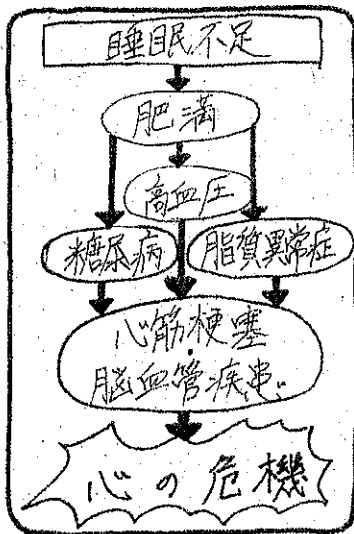 睡眠不足
肥満
高血圧
糖尿病
脂質異常症
心筋梗塞
脳血管疾患
心の危機